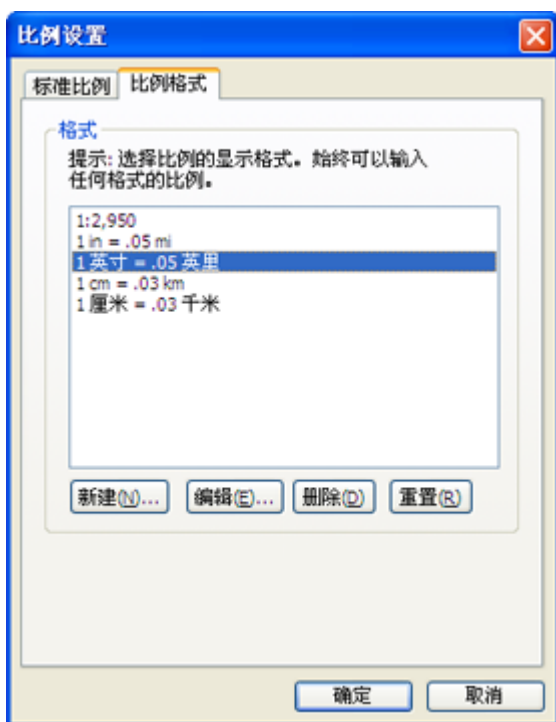 比例设置
标准比例 比例格式
格式
提示: 选择比例的显示格式。始终可以输入
任何格式的比例。
1:2,950
1 in = .05 mi
1 英寸 = .05 英里
1 cm = .03 km
1 厘米 = .03 千米
新建(N)... 编辑(E)... 删除(D) 重置(R)
确定 取消